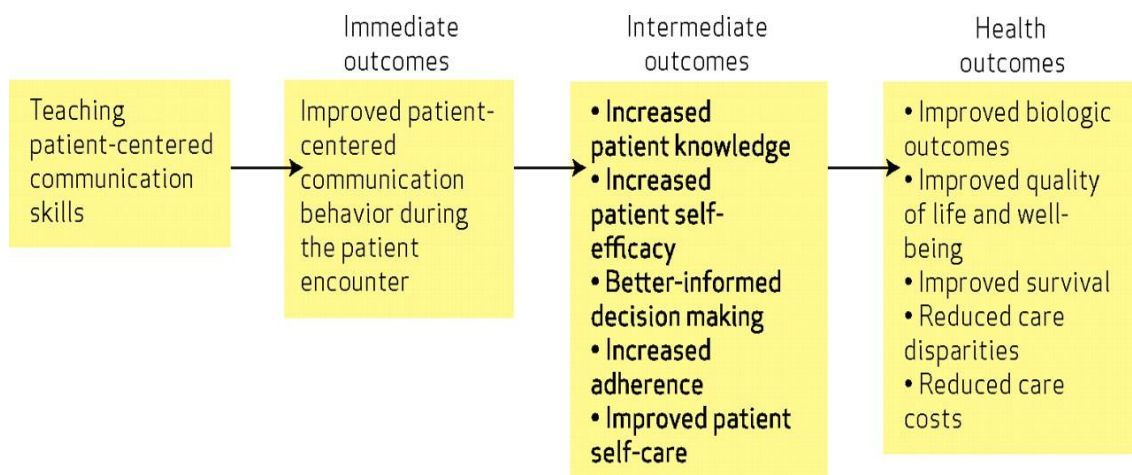 Immediate
outcomes
Intermediate
outcomes
Health
outcomes
Teaching
patient-centered
communication
skills
Improved patient-
centered
communication
behavior during
the patient
encounter
• Increased
patient knowledge
• Increased
patient self-
efficacy
• Better-informed
decision making
• Increased
adherence
• Improved patient
self-care
• Improved biologic
outcomes
• Improved quality
of life and well-
being
• Improved survival
• Reduced care
disparities
• Reduced care
costs